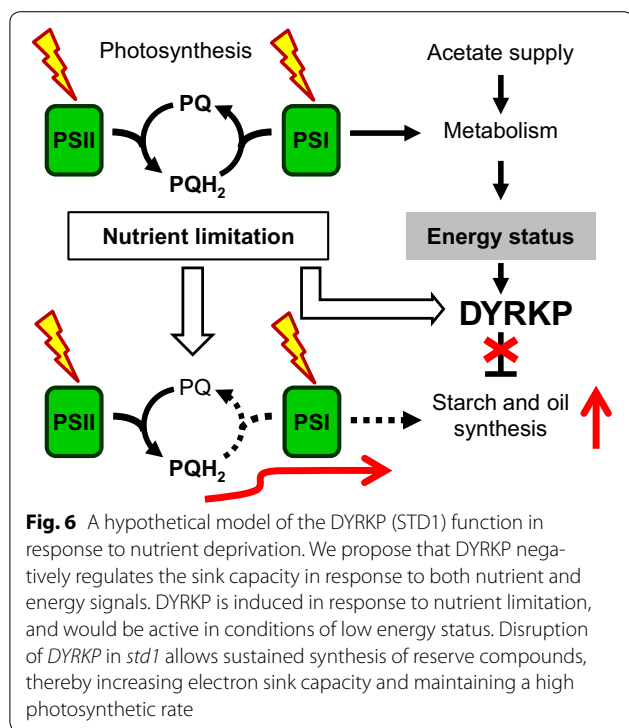 Photosynthesis
Acetate supply
PSII
PQ
PQH2
PSI
Metabolism
Nutrient limitation
Energy status
DYRKP
PSII
PQ
PQH2
PSI
Starch and oil
synthesis
Fig. 6 A hypothetical model of the DYRKP (STD1) function in
response to nutrient deprivation. We propose that DYRKP nega-
tively regulates the sink capacity in response to both nutrient and
energy signals. DYRKP is induced in response to nutrient limitation,
and would be active in conditions of low energy status. Disruption
of DYRKP in std1 allows sustained synthesis of reserve compounds,
thereby increasing electron sink capacity and maintaining a high
photosynthetic rate